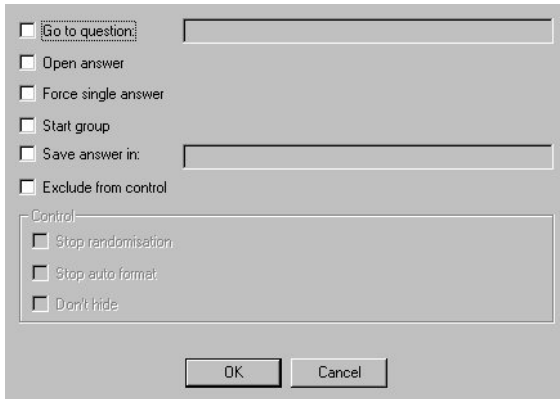 Go to question:
Open answer
Force single answer
Start group
Save answer in:
Exclude from control
Control
Stop randomisation
Stop auto format
Don't hide
OK Cancel